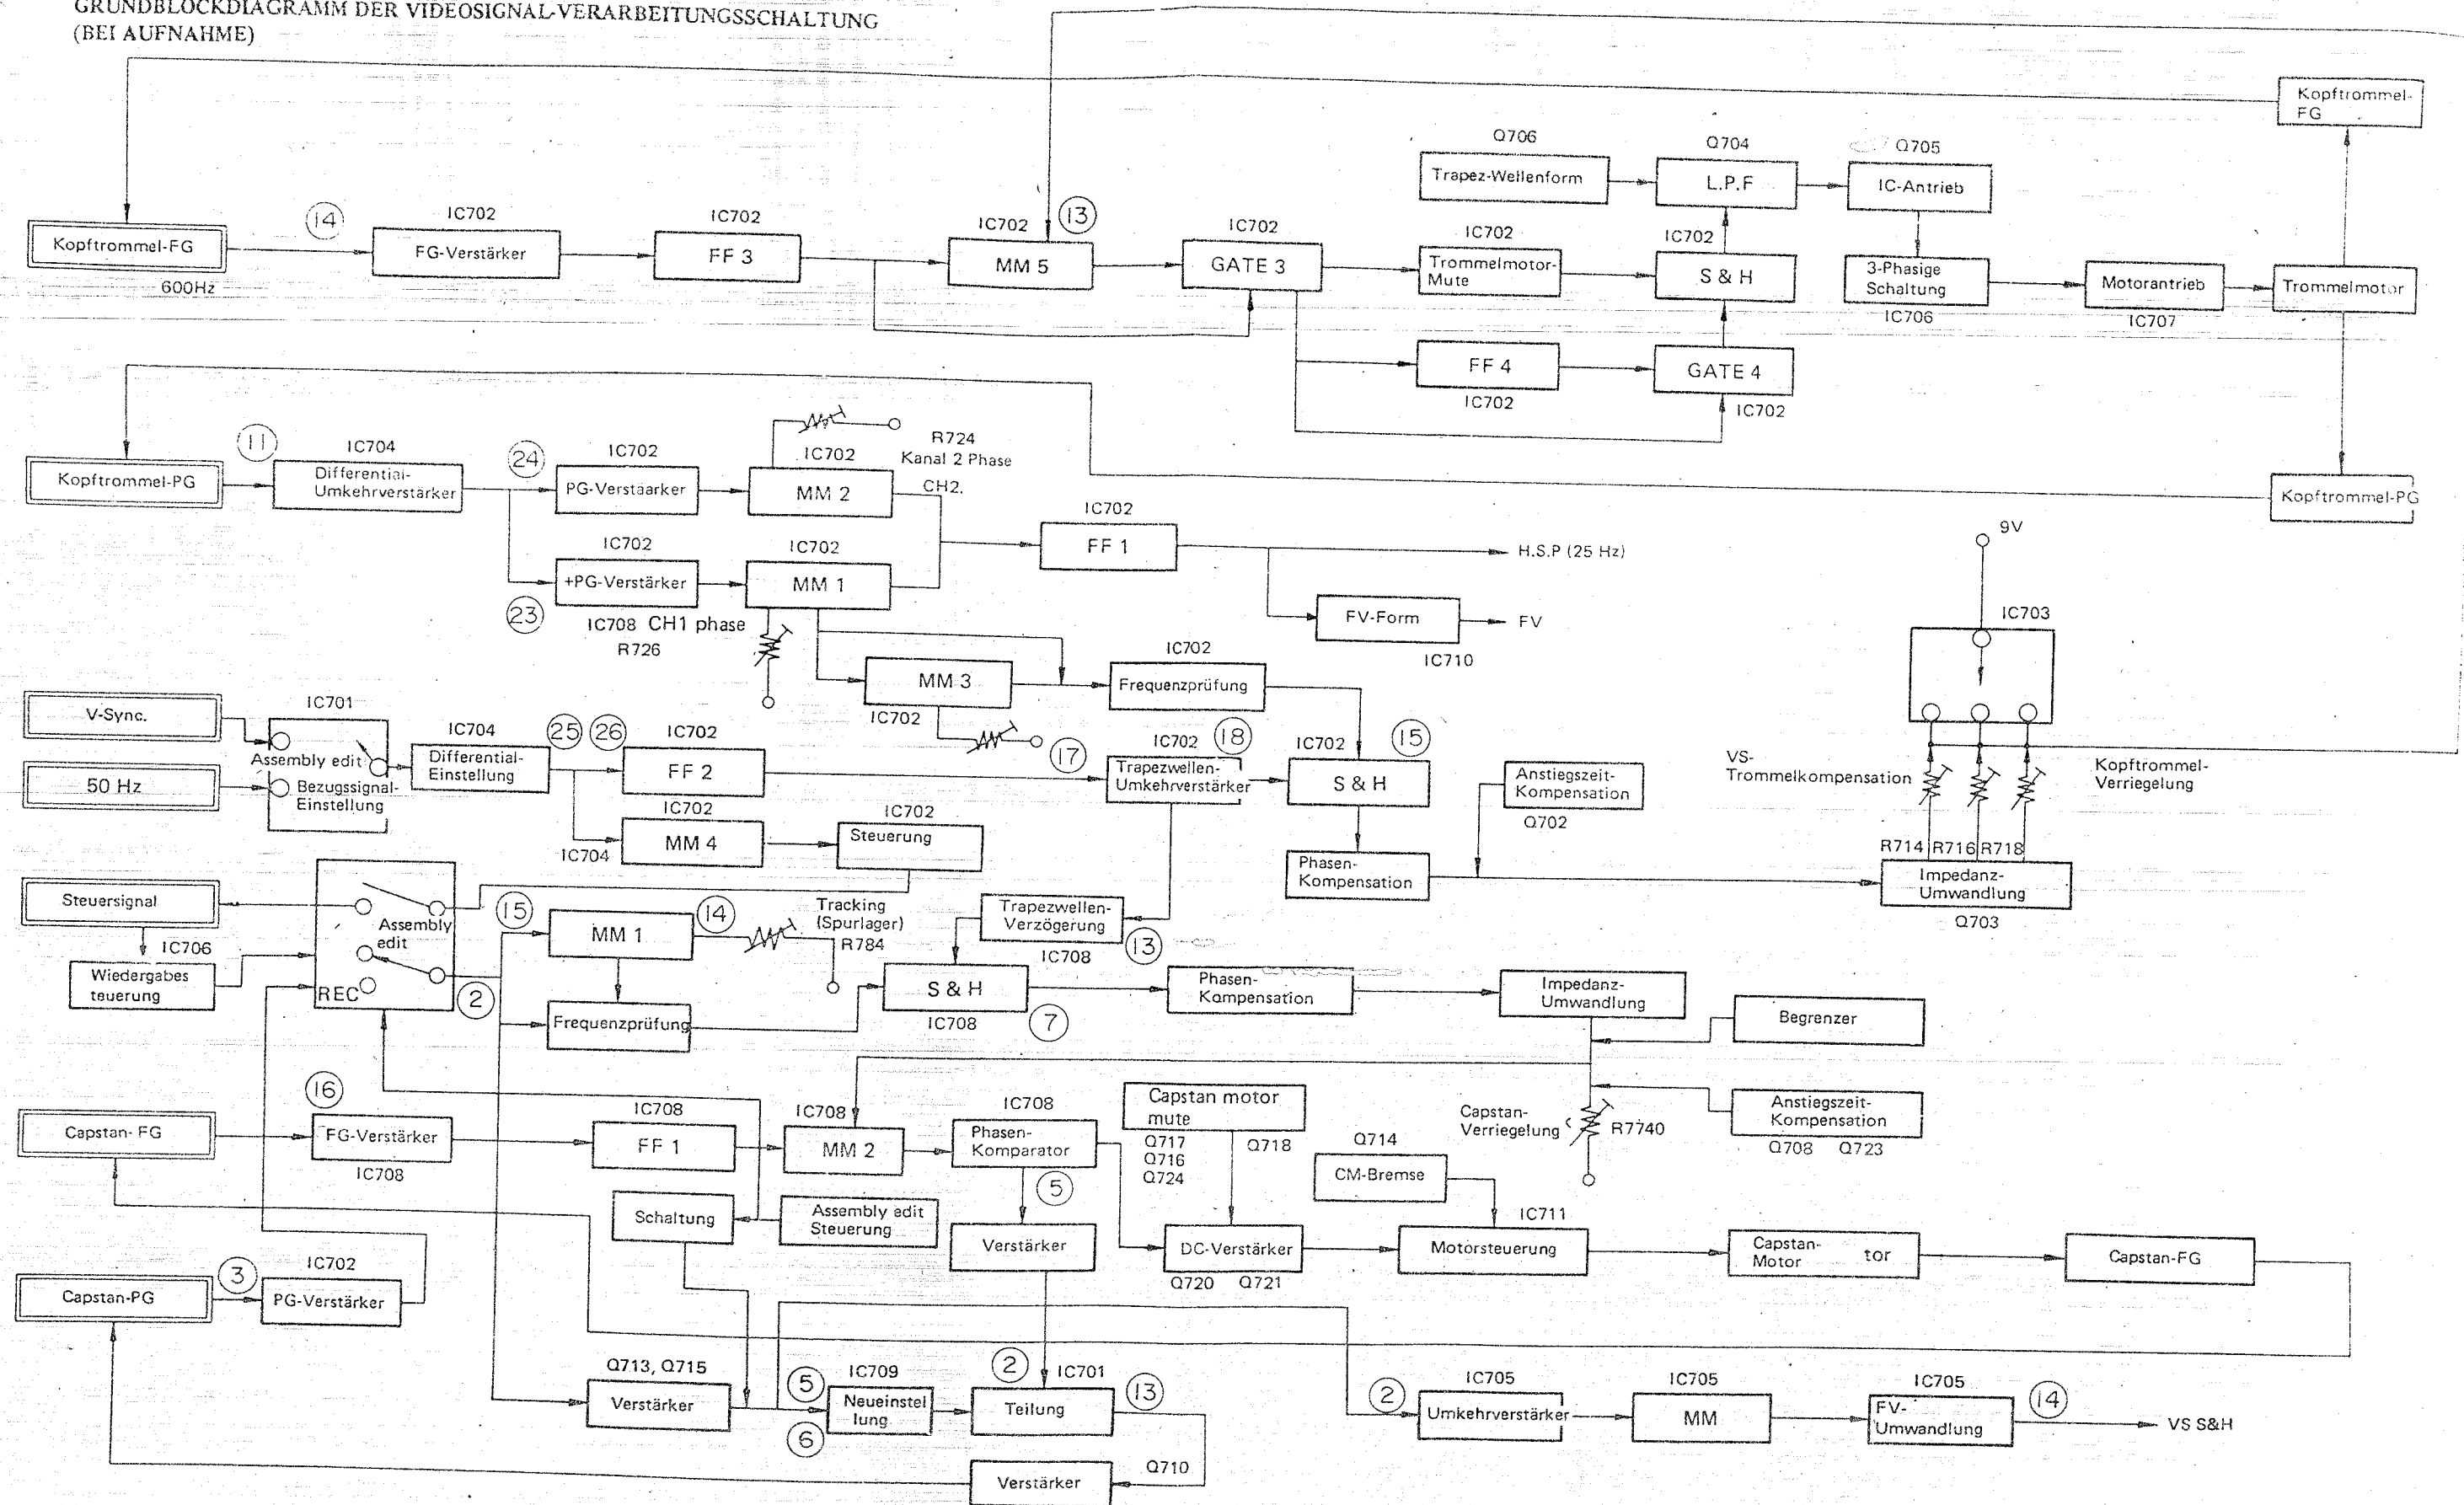 GRUNDBLOCKDIAGRAMM DER VIDEOSIGNAL-VERARBEITUNGSSCHALTUNG
(BEI AUFNAHME)
Kopftrommel-
FG
Q706
Trapez-Wellenform
Q704
L.P.F
Q705
IC-Antrieb
Kopftrommel-FG
600Hz
14
IC702
FG-Verstärker
IC702
FF 3
IC702
13
MM 5
IC702
GATE 3
IC702
Trommelmotor-
Mute
IC702
S & H
3-Phasige
Schaltung
IC706
Motorantrieb
IC707
Trommelmotor
FF 4
IC702
GATE 4
IC702
Kopftrommel-PG
11
IC704
Differential-
Umkehrverstärker
24
IC702
PG-Verstäarker
R724
Kanal 2 Phase
IC702
MM 2
CH2.
Kopftrommel-PG
23
IC702
+PG-Verstärker
IC702
MM 1
IC702
FF 1
H.S.P (25 Hz)
IC708 CH1 phase
R726
FV-Form
FV
IC710
9V
IC703
V-Sync.
50 Hz
IC701
Assembly edit
Bezugssignal-
Einstellung
IC704
Differential-
Einstellung
25
26
IC702
FF 2
MM 3
IC702
17
IC702
Frequenzprüfung
IC702
18
Trapezwellen-
Umkehrverstärker
IC702
15
S & H
Anstiegszeit-
Kompensation
Q702
VS-
Trommelkompensation
Kopftrommel-
Verriegelung
R714
R716
R718
IC704
IC702
MM 4
IC702
Steuerung
Phasen-
Kompensation
Impedanz-
Umwandlung
Q703
Steuersignal
IC706
Wiedergabes
teuerung
Assembly
edit
REC
2
15
MM 1
14
Tracking
(Spurlager)
R784
Trapezwellen-
Verzögerung
13
IC708
Frequenzprüfung
S & H
IC708
7
Phasen-
Kompensation
Impedanz-
Umwandlung
Begrenzer
Capstan- FG
16
FG-Verstärker
IC708
IC708
FF 1
IC708
MM 2
IC708
Phasen-
Komparator
5
Capstan motor
mute
Q717
Q716
Q724
Q718
Capstan-
Verriegelung
R7740
Anstiegszeit-
Kompensation
Q708
Q723
Q714
CM-Bremse
Schaltung
Assembly edit
Steuerung
Verstärker
DC-Verstärker
Q720
Q721
IC711
Motorsteuerung
Capstan-
Motor
tor
Capstan-FG
Capstan-PG
3
IC702
PG-Verstärker
Q713, Q715
Verstärker
5
6
IC709
Neueinstel
lung
2
IC701
Teilung
13
Q710
Verstärker
2
IC705
Umkehrverstärker
IC705
MM
IC705
FV-
Umwandlung
14
VS S&H